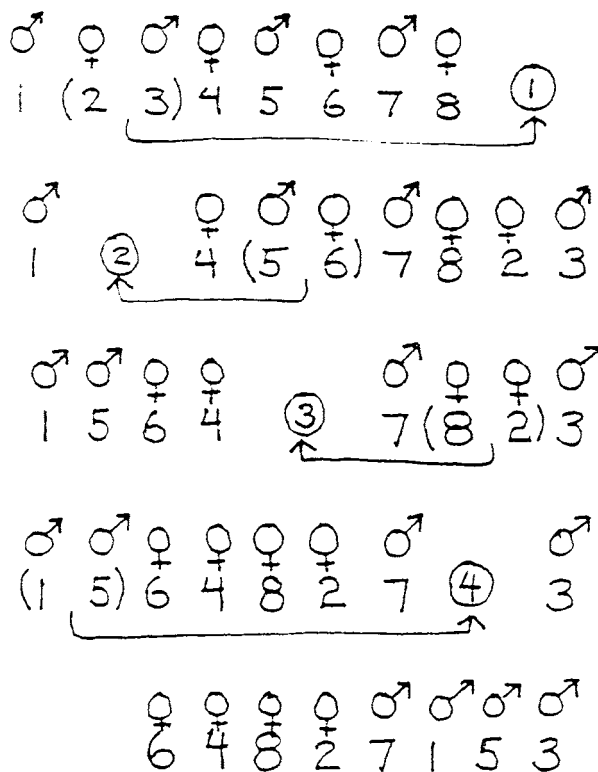 ♂ ♀ ♂ ♀ ♂ ♀ ♂ ♀
1 (2 3) 4 5 6 7 8 ①
♂ ♀ ♂ ♀ ♂ ♀ ♀ ♂
1 ② 4 (5 6) 7 8 2 3
♂ ♂ ♀ ♀ ♂ ♀ ♀ ♂
1 5 6 4 ③ 7 (8 2) 3
♂ ♂ ♀ ♀ ♀ ♀ ♂ ♂
(1 5) 6 4 8 2 7 ④ 3
♀ ♀ ♀ ♀ ♂ ♂ ♂ ♂
6 4 8 2 7 1 5 3